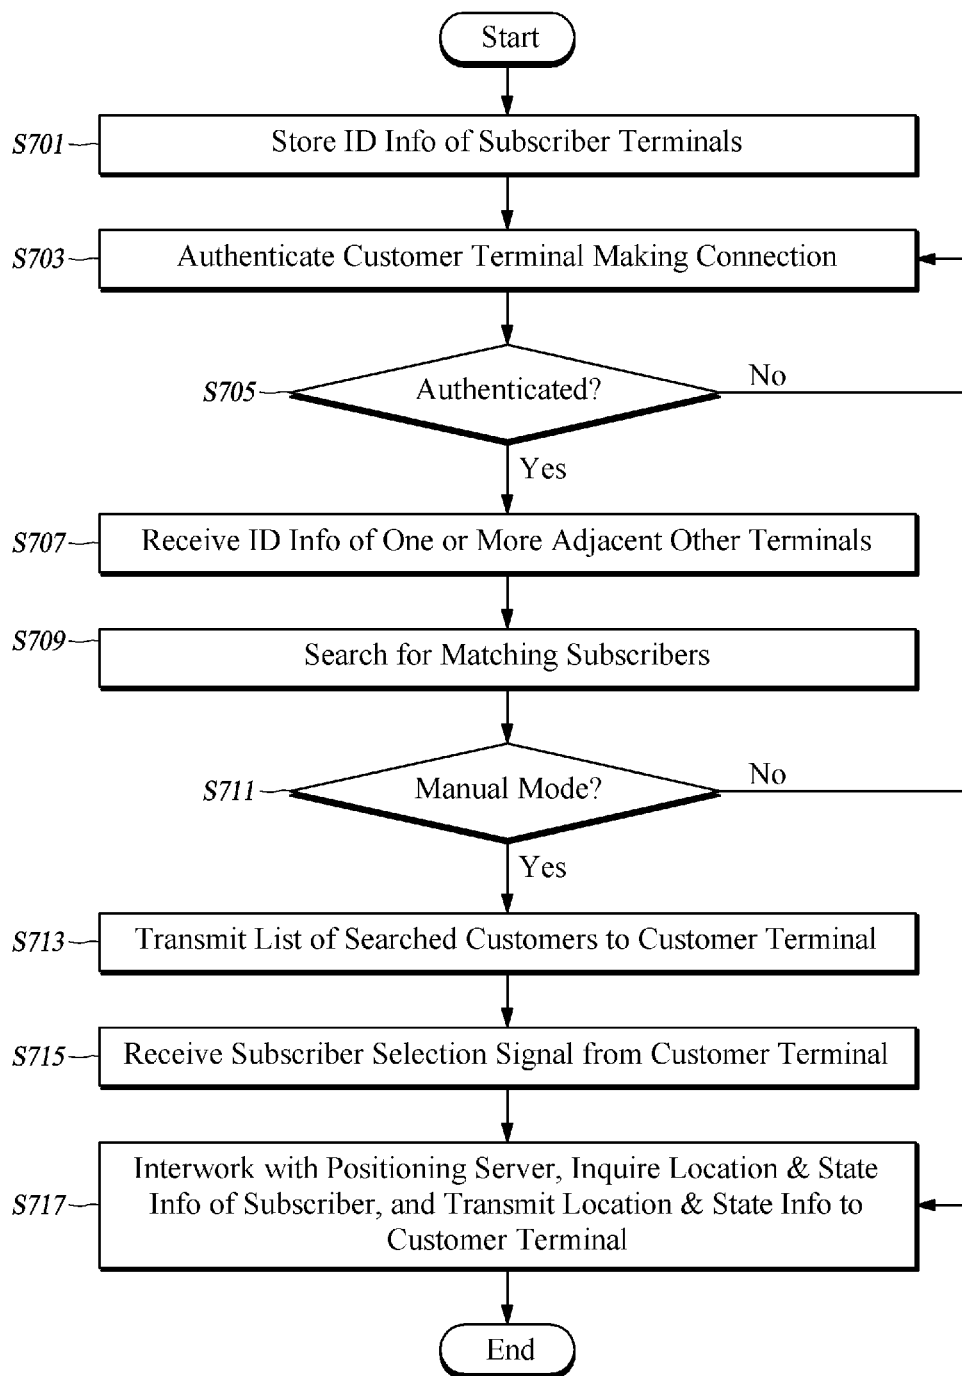 Start
S701
Store ID Info of Subscriber Terminals
S703
Authenticate Customer Terminal Making Connection
S705
Authenticated?
No
Yes
S707
Receive ID Info of One or More Adjacent Other Terminals
S709
Search for Matching Subscribers
S711
Manual Mode?
No
Yes
S713
Transmit List of Searched Customers to Customer Terminal
S715
Receive Subscriber Selection Signal from Customer Terminal
S717
Interwork with Positioning Server, Inquire Location & State
Info of Subscriber, and Transmit Location & State Info to
Customer Terminal
End